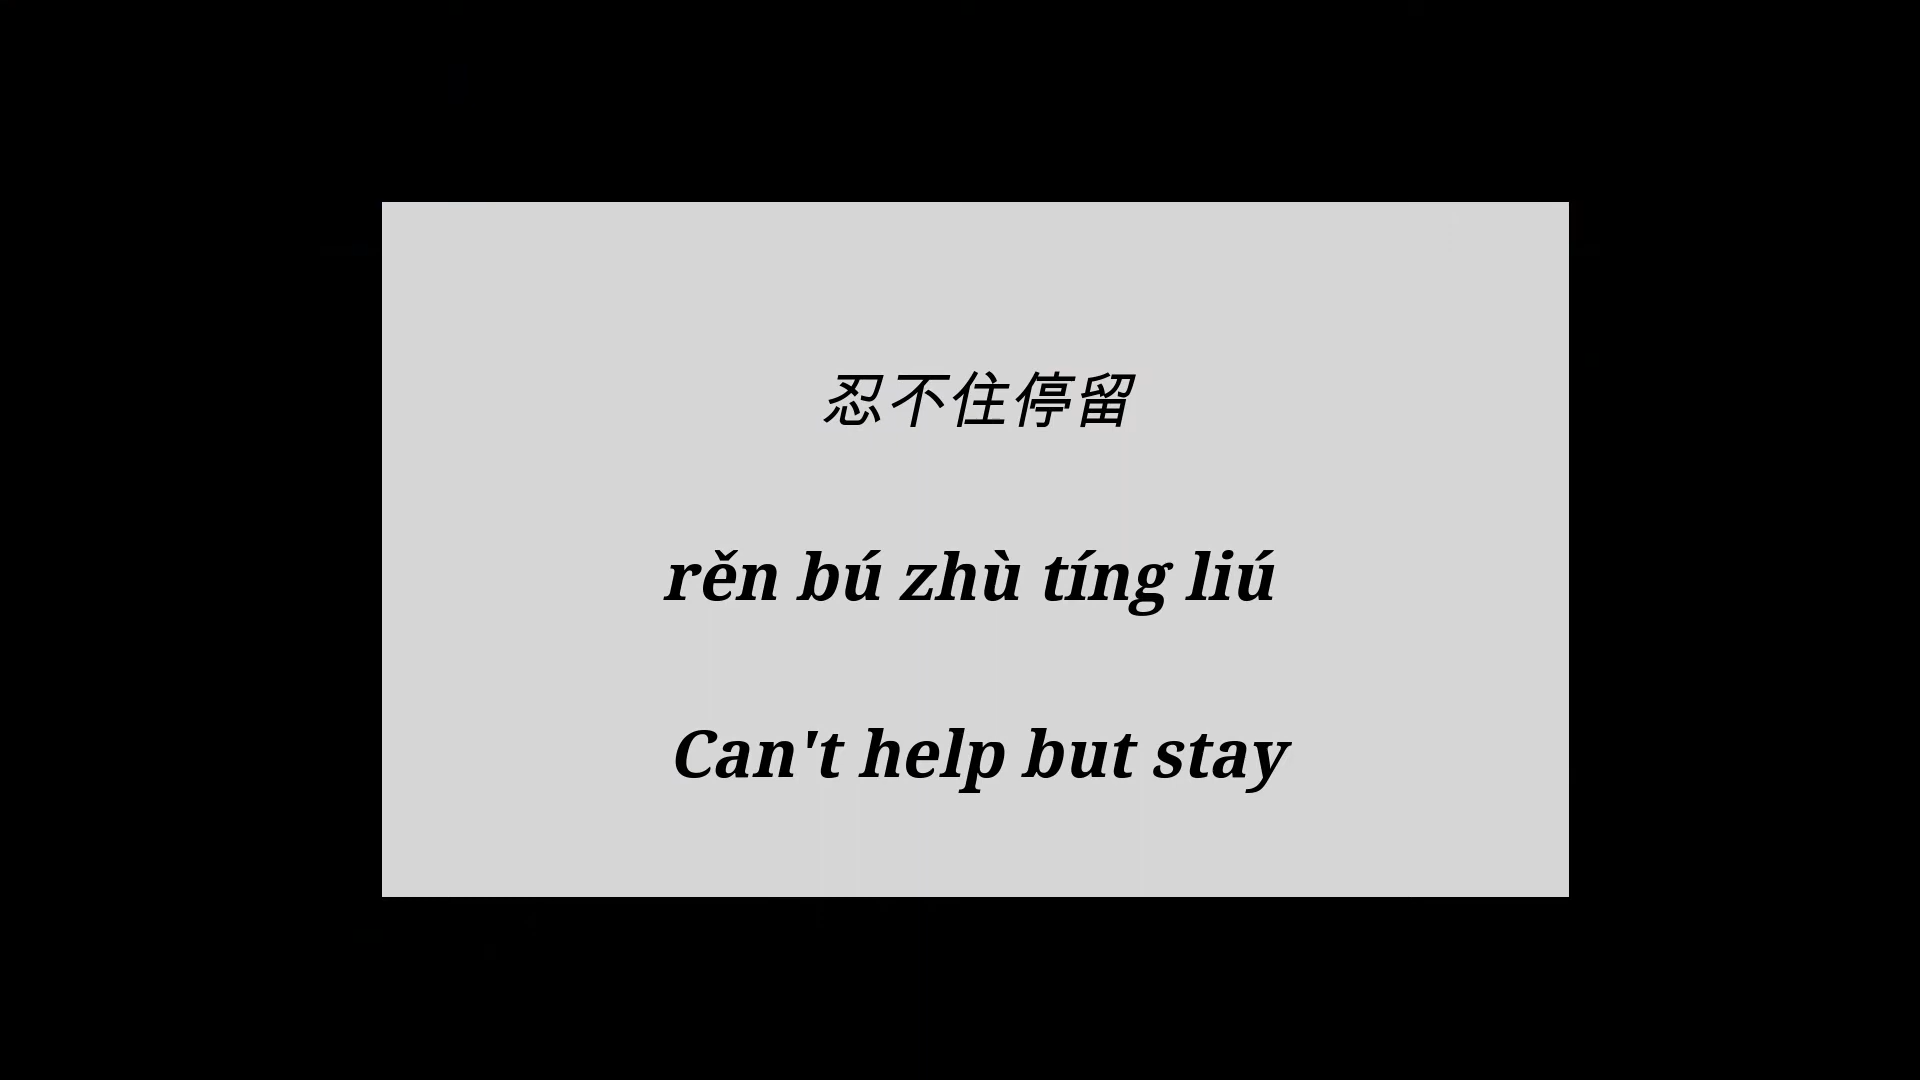 忍不住停留
rěn bú zhù tíng liú
Can't help but stay